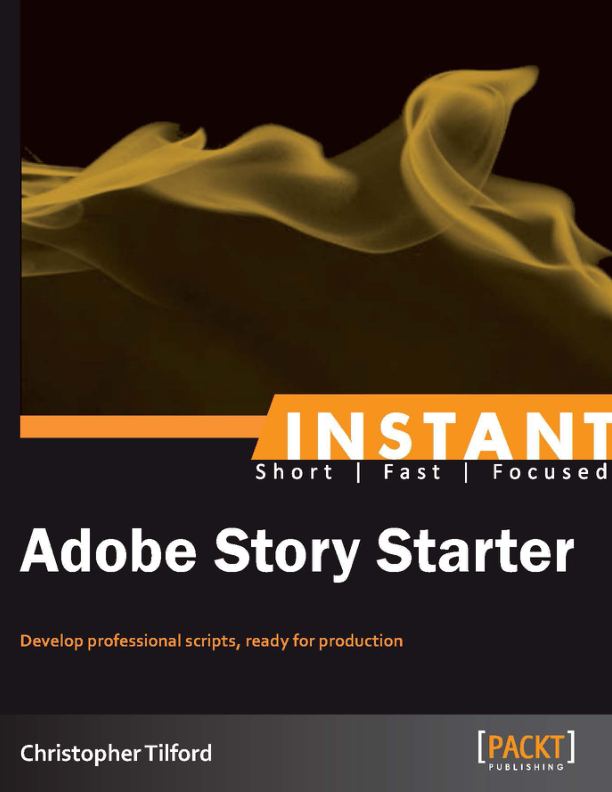 INSTANT
Short | Fast | Focused
Adobe Story Starter
Develop professional scripts, ready for production
Christopher Tilford
[PACKT]
PUBLISHING